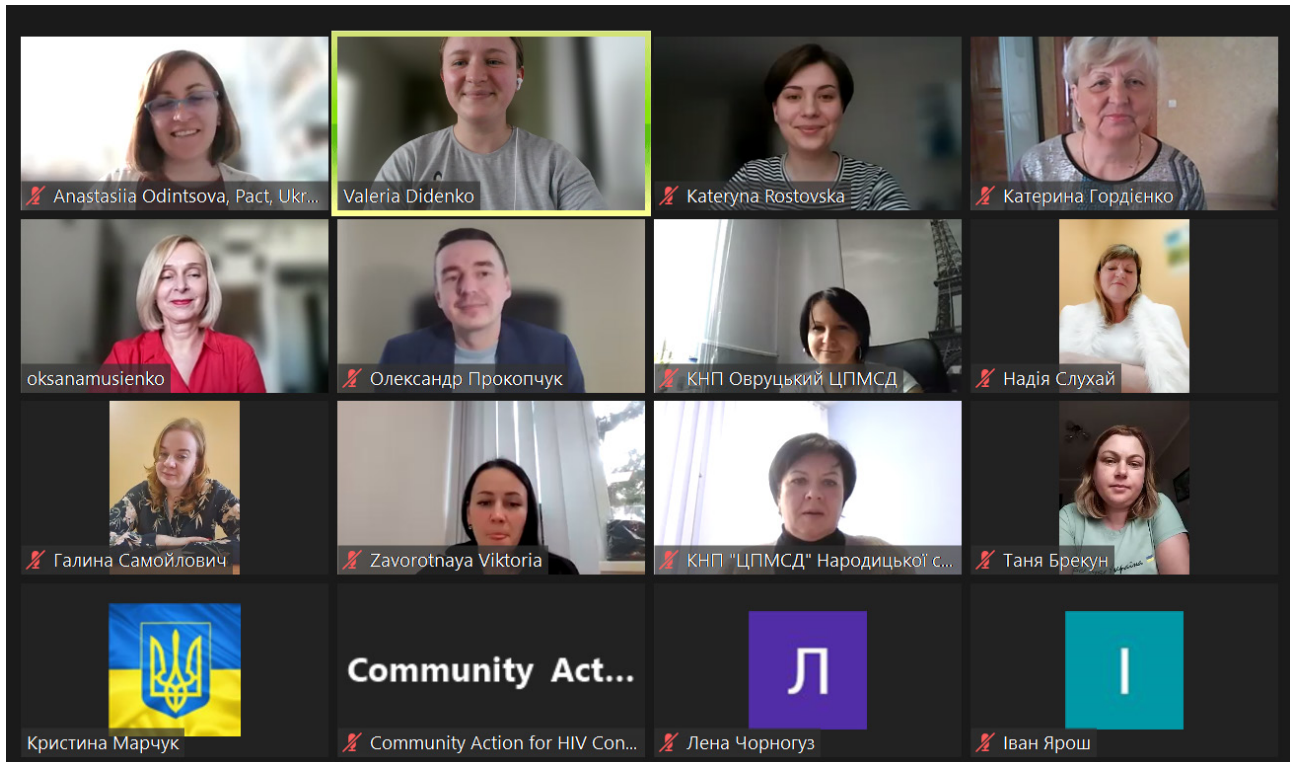 Anastasiia Odintsova, Pact, Ukr...
Valeria Didenko
Kateryna Rostovska
Катерина Гордієнко
oksanamusienko
Олександр Прокопчук
КНП Овруцький ЦПМСД
Надія Слухай
Галина Самойлович
Zavorotnaya Viktoria
КНП "ЦПМСД" Народицької с...
Таня Брекун
Community Act...
Л
І
Кристина Марчук
Community Action for HIV Con...
Лена Чорногуз
Іван Ярош